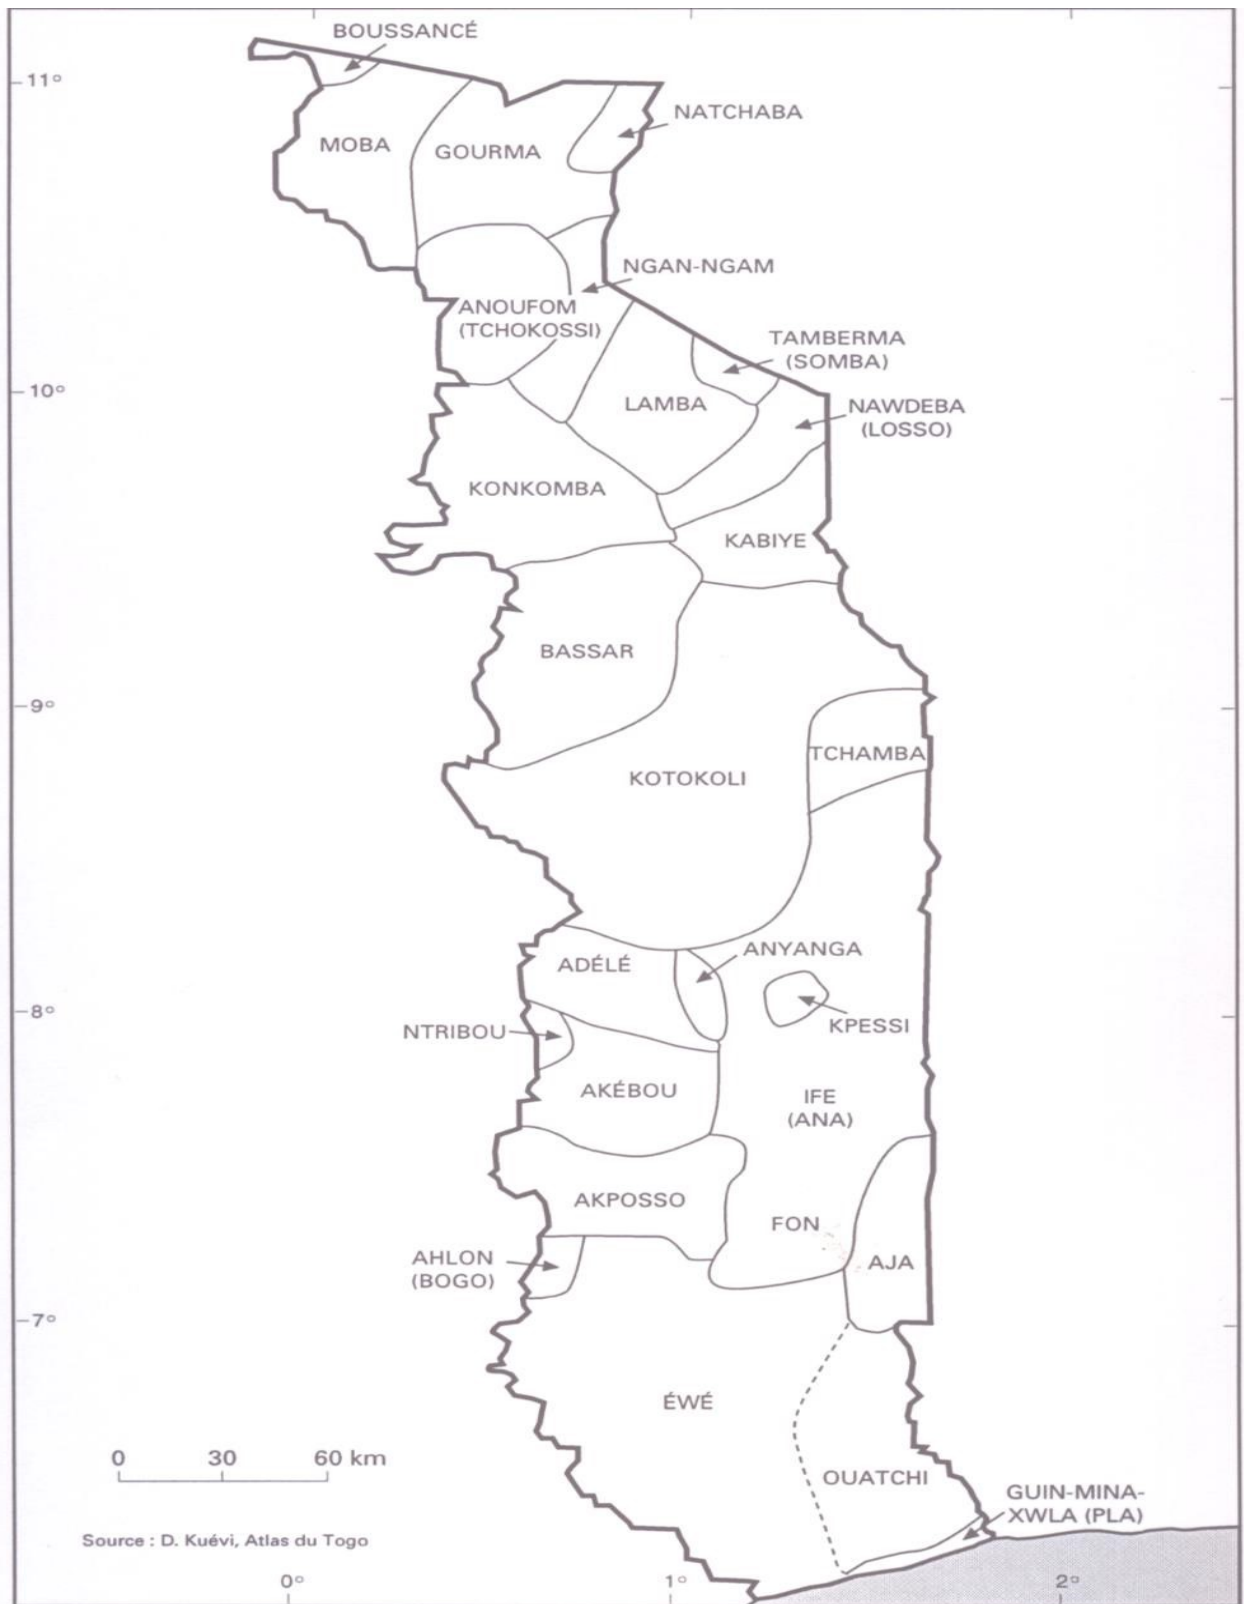 BOUSSANCÉ
11°
NATCHABA
MOBA
GOURMA
NGAN-NGAM
ANOUFOM
(TCHOKOSSI)
TAMBERMA
(SOMBA)
10°
LAMBA
NAWDEBA
(LOSSO)
KONKOMBA
KABIYE
BASSAR
9°
TCHAMBA
KOTOKOLI
ANYANGA
ADÉLÉ
8°
KPESSI
NTRIBOU
AKÉBOU
IFE
(ANA)
AKPOSSO
FON
AHLON
(BOGO)
AJA
7°
ÉWÉ
0 30 60 km
OUATCHI
GUIN-MINA-
XWLA (PLA)
Source : D. Kuévi, Atlas du Togo
0° 1° 2°